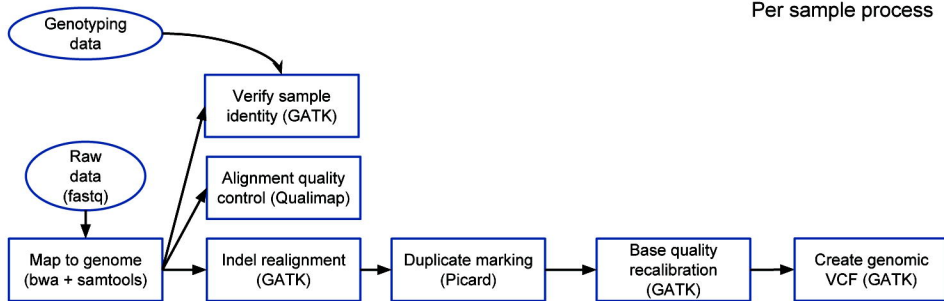 Per sample process
Genotyping
data
Verify sample
identity (GATK)
Raw
data
(fastq)
Alignment quality
control (Qualimap)
Map to genome
(bwa + samtools)
Indel realignment
(GATK)
Duplicate marking
(Picard)
Base quality
recalibration
(GATK)
Create genomic
VCF (GATK)